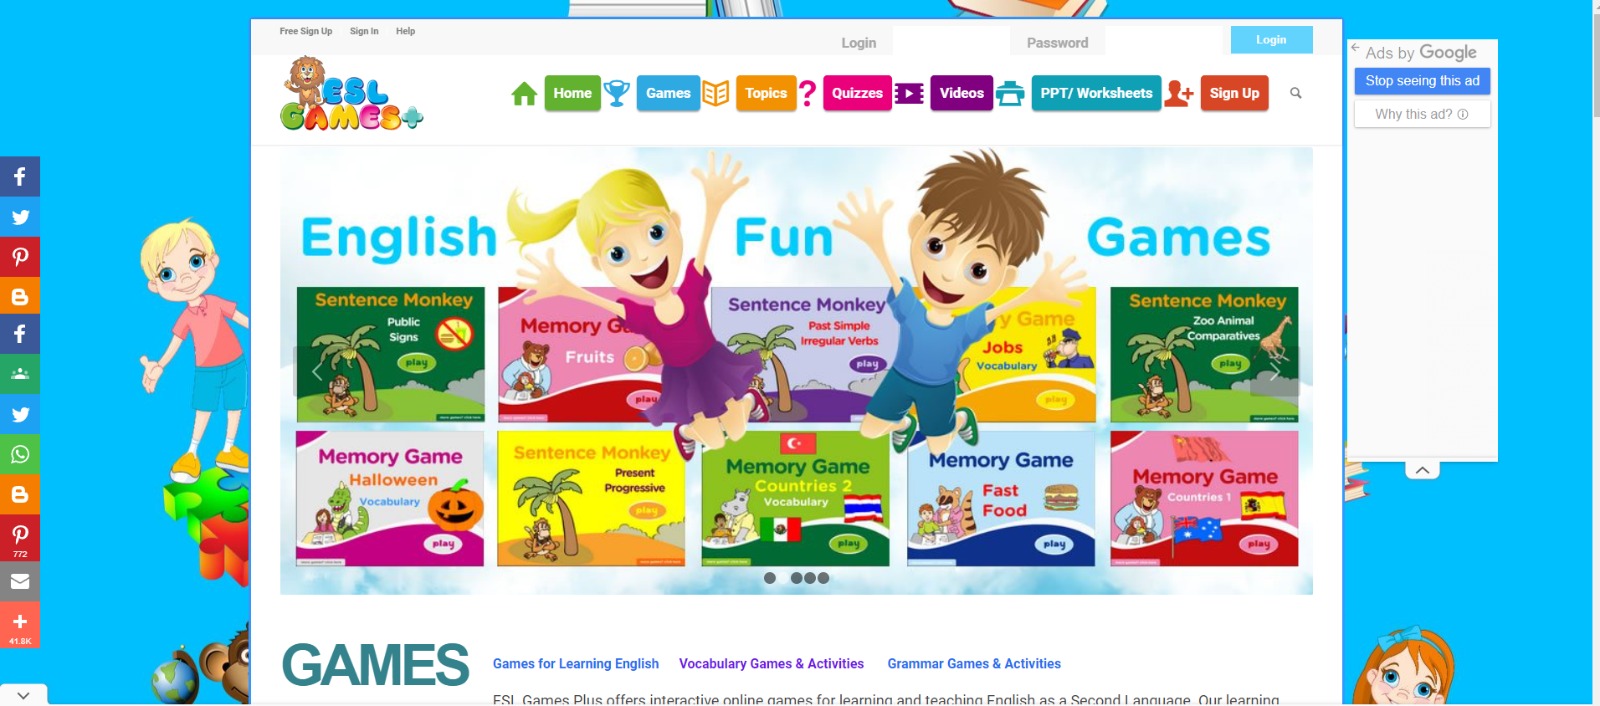 Free Sign Up Sign In Help
Login Password Login
ESL
GAMES+
Home Games Topics Quizzes Videos PPT/ Worksheets Sign Up
Ads by Google
Stop seeing this ad
Why this ad?
English Fun Games
Sentence Monkey
Public
Signs
play
Memory
Fruits
play
Sentence Monkey
Past Simple
Irregular Verbs
play
Game
Jobs
Vocabulary
play
Sentence Monkey
Zoo Animal
Comparatives
play
Memory Game
Halloween
Vocabulary
play
Sentence Monkey
Present
Progressive
play
Memory Game
Countries 2
Vocabulary
play
Memory Game
Fast
Food
play
Memory Game
Countries 1
play
772
41.8K
GAMES
Games for Learning English Vocabulary Games & Activities Grammar Games & Activities
ESL Games Plus offers interactive online games for learning and teaching English as a Second Language. Our learning